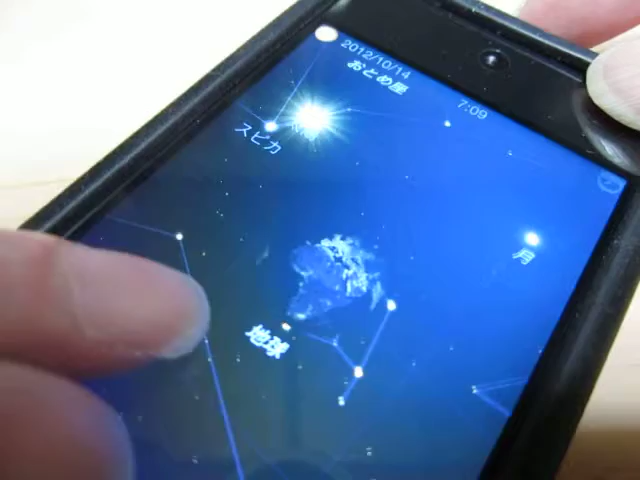 2012/10/14
おとめ座
7:09
スピカ
月
地球